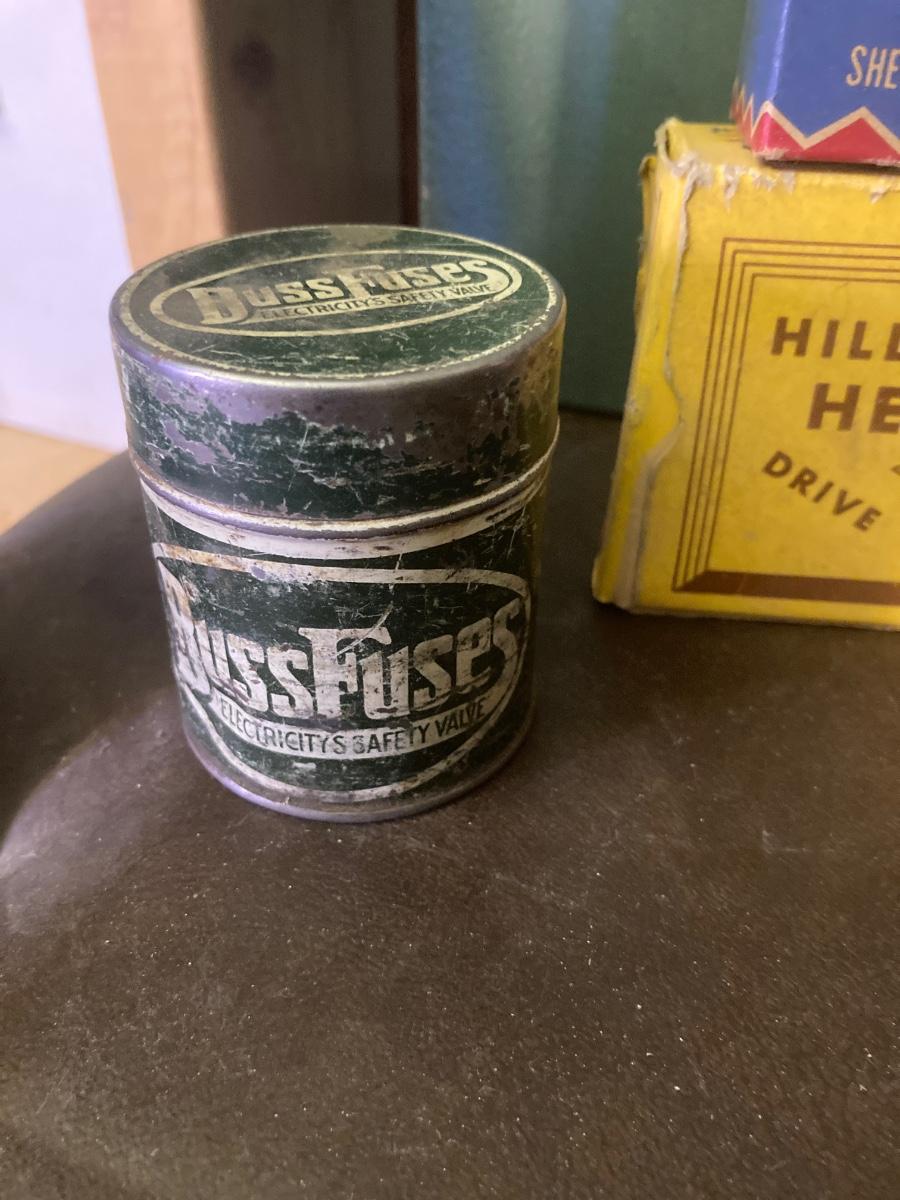 BussFuses
ELECTRICITY'S SAFETY VALVE
BussFuses
ELECTRICITY'S SAFETY VALVE
SHE
HILL
HE
DRIVE